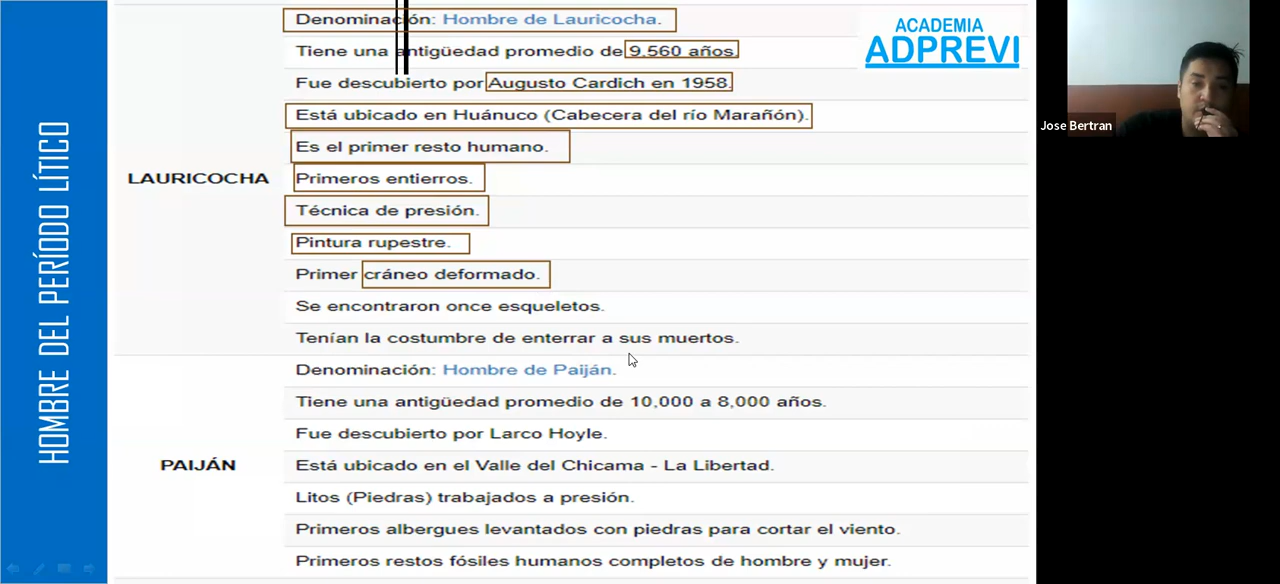 HOMBRE DEL PERÍODO LÍTICO
ACADEMIA
ADPREVI
Jose Bertran
LAURICOCHA
Denominación: Hombre de Lauricocha.
Tiene una antigüedad promedio de 9,560 años.
Fue descubierto por Augusto Cardich en 1958.
Está ubicado en Huánuco (Cabecera del río Marañón).
Es el primer resto humano.
Primeros entierros.
Técnica de presión.
Pintura rupestre.
Primer cráneo deformado.
Se encontraron once esqueletos.
Tenían la costumbre de enterrar a sus muertos.
PAIJÁN
Denominación: Hombre de Paiján.
Tiene una antigüedad promedio de 10,000 a 8,000 años.
Fue descubierto por Larco Hoyle.
Está ubicado en el Valle del Chicama - La Libertad.
Litos (Piedras) trabajados a presión.
Primeros albergues levantados con piedras para cortar el viento.
Primeros restos fósiles humanos completos de hombre y mujer.